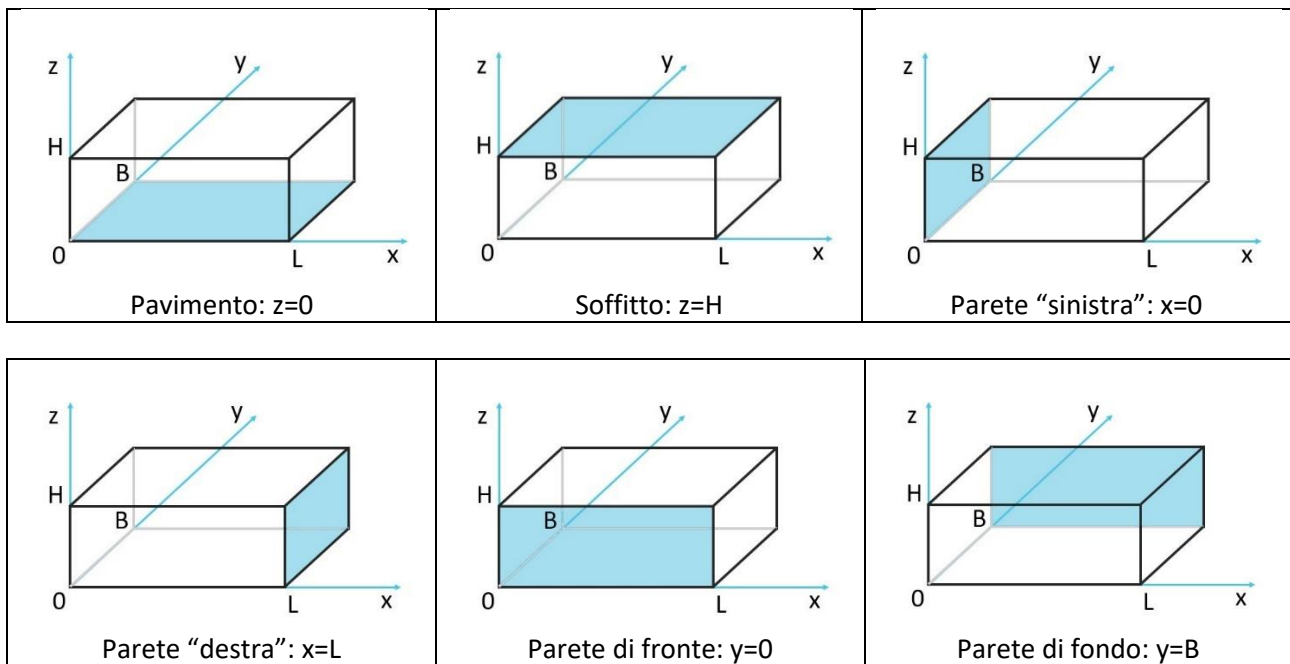 z
y
H
B
0
L
x
Pavimento: z=0
z
y
H
B
0
L
x
Soffitto: z=H
z
y
H
B
0
L
x
Parete “sinistra”: x=0
z
y
H
B
0
L
x
Parete “destra”: x=L
z
y
H
B
0
L
x
Parete di fronte: y=0
z
y
H
B
0
L
x
Parete di fondo: y=B